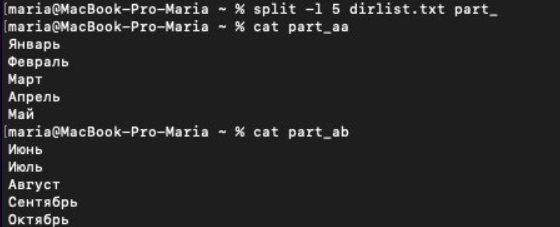 [maria@MacBook-Pro-Maria ~ % split -l 5 dirlist.txt part_
[maria@MacBook-Pro-Maria ~ % cat part_aa
Январь
Февраль
Март
Апрель
Май
[maria@MacBook-Pro-Maria ~ % cat part_ab
Июнь
Июль
Август
Сентябрь
Октябрь